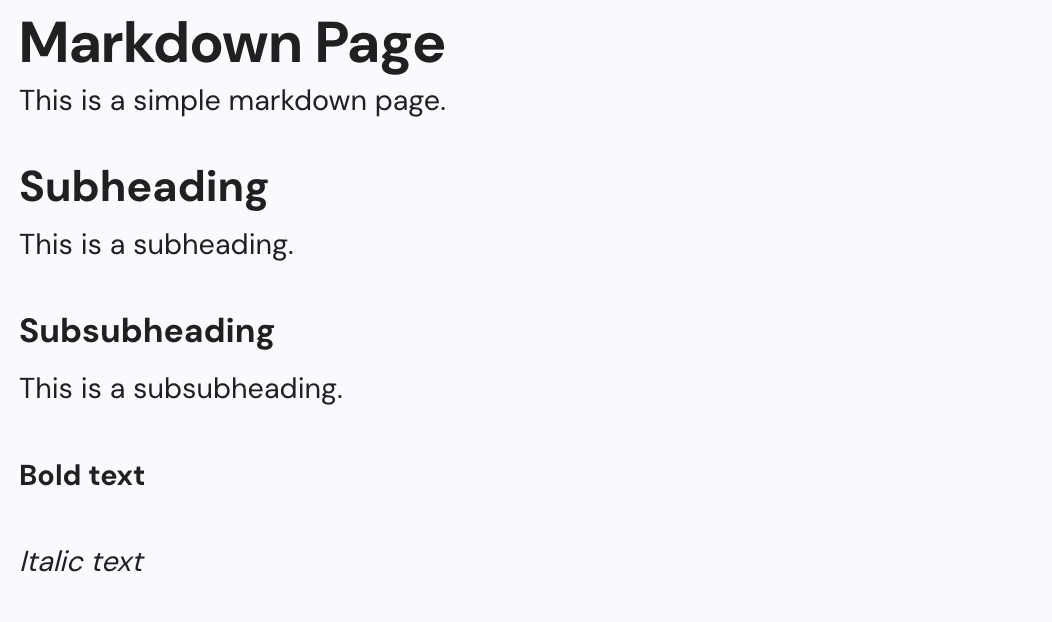 Markdown Page
This is a simple markdown page.
Subheading
This is a subheading.
Subsubheading
This is a subsubheading.
Bold text
Italic text